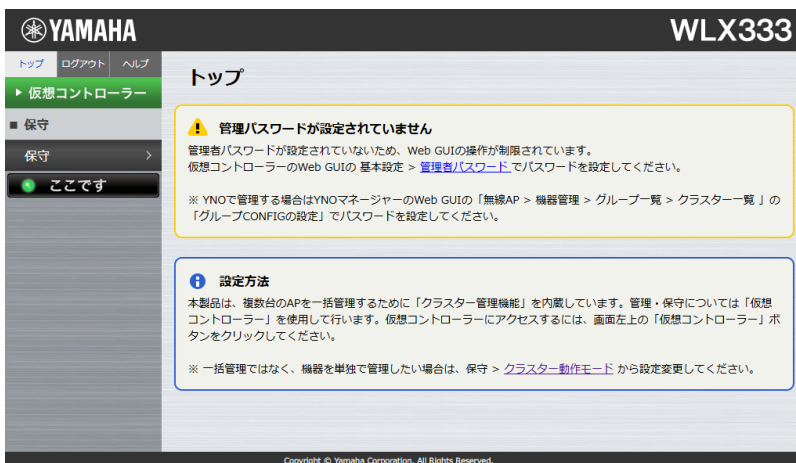 YAMAHA
WLX333
トップ ログアウト ヘルプ
仮想コントローラー
保守
保守
ここです
トップ
管理パスワードが設定されていません
管理者パスワードが設定されていないため、Web GUIの操作が制限されています。
仮想コントローラーのWeb GUIの 基本設定 > 管理者パスワード でパスワードを設定してください。
※ YNOで管理する場合はYNOマネージャーのWeb GUIの「無線AP > 機器管理 > グループ一覧 > クラスター一覧 」の
「グループCONFIGの設定」でパスワードを設定してください。
設定方法
本製品は、複数台のAPを一括管理するために「クラスター管理機能」を内蔵しています。管理・保守については「仮想
コントローラー」を使用して行います。仮想コントローラーにアクセスするには、画面左上の「仮想コントローラー」ボ
タンをクリックしてください。
※ 一括管理ではなく、機器を単独で管理したい場合は、保守 > クラスター動作モード から設定変更してください。
Copyright © Yamaha Corporation. All Rights Reserved.